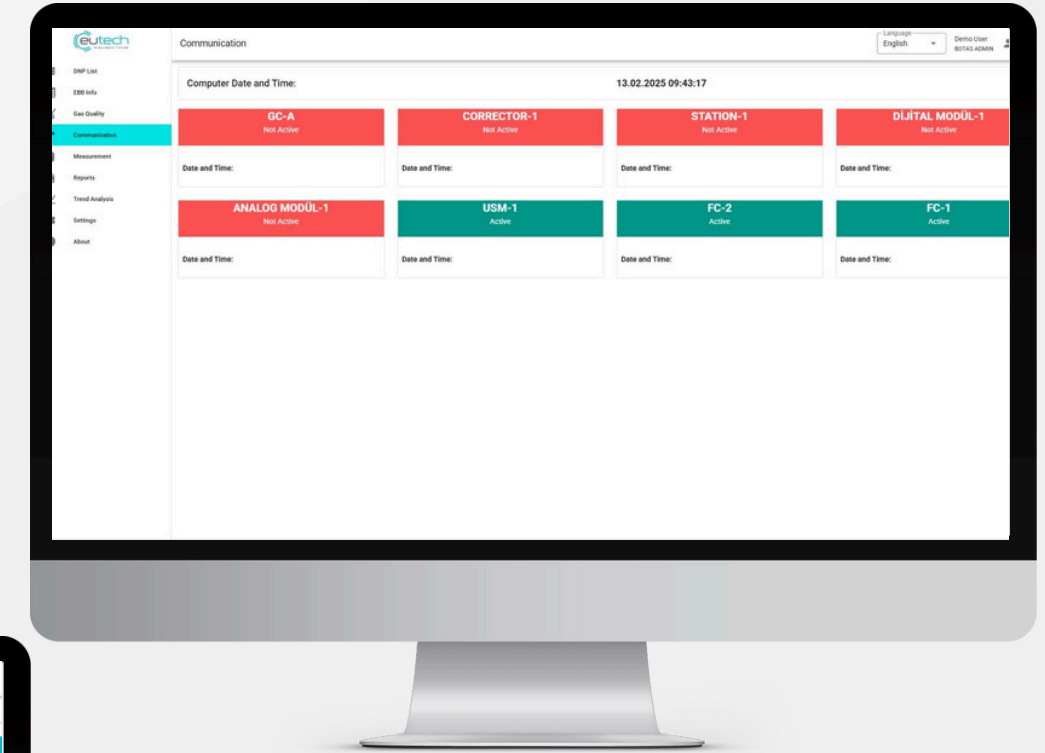 eutech
Communication
Language
English
Demo User
BOTAS ADMIN
DNP List
EBB Info
Gas Quality
Communication
Measurement
Reports
Trend Analysis
Settings
About
Computer Date and Time:
13.02.2025 09:43:17
GC-A
Not Active
Date and Time:
CORRECTOR-1
Not Active
Date and Time:
STATION-1
Not Active
Date and Time:
DİJİTAL MODÜL-1
Not Active
Date and Time:
ANALOG MODÜL-1
Not Active
Date and Time:
USM-1
Active
Date and Time:
FC-2
Active
Date and Time:
FC-1
Active
Date and Time: